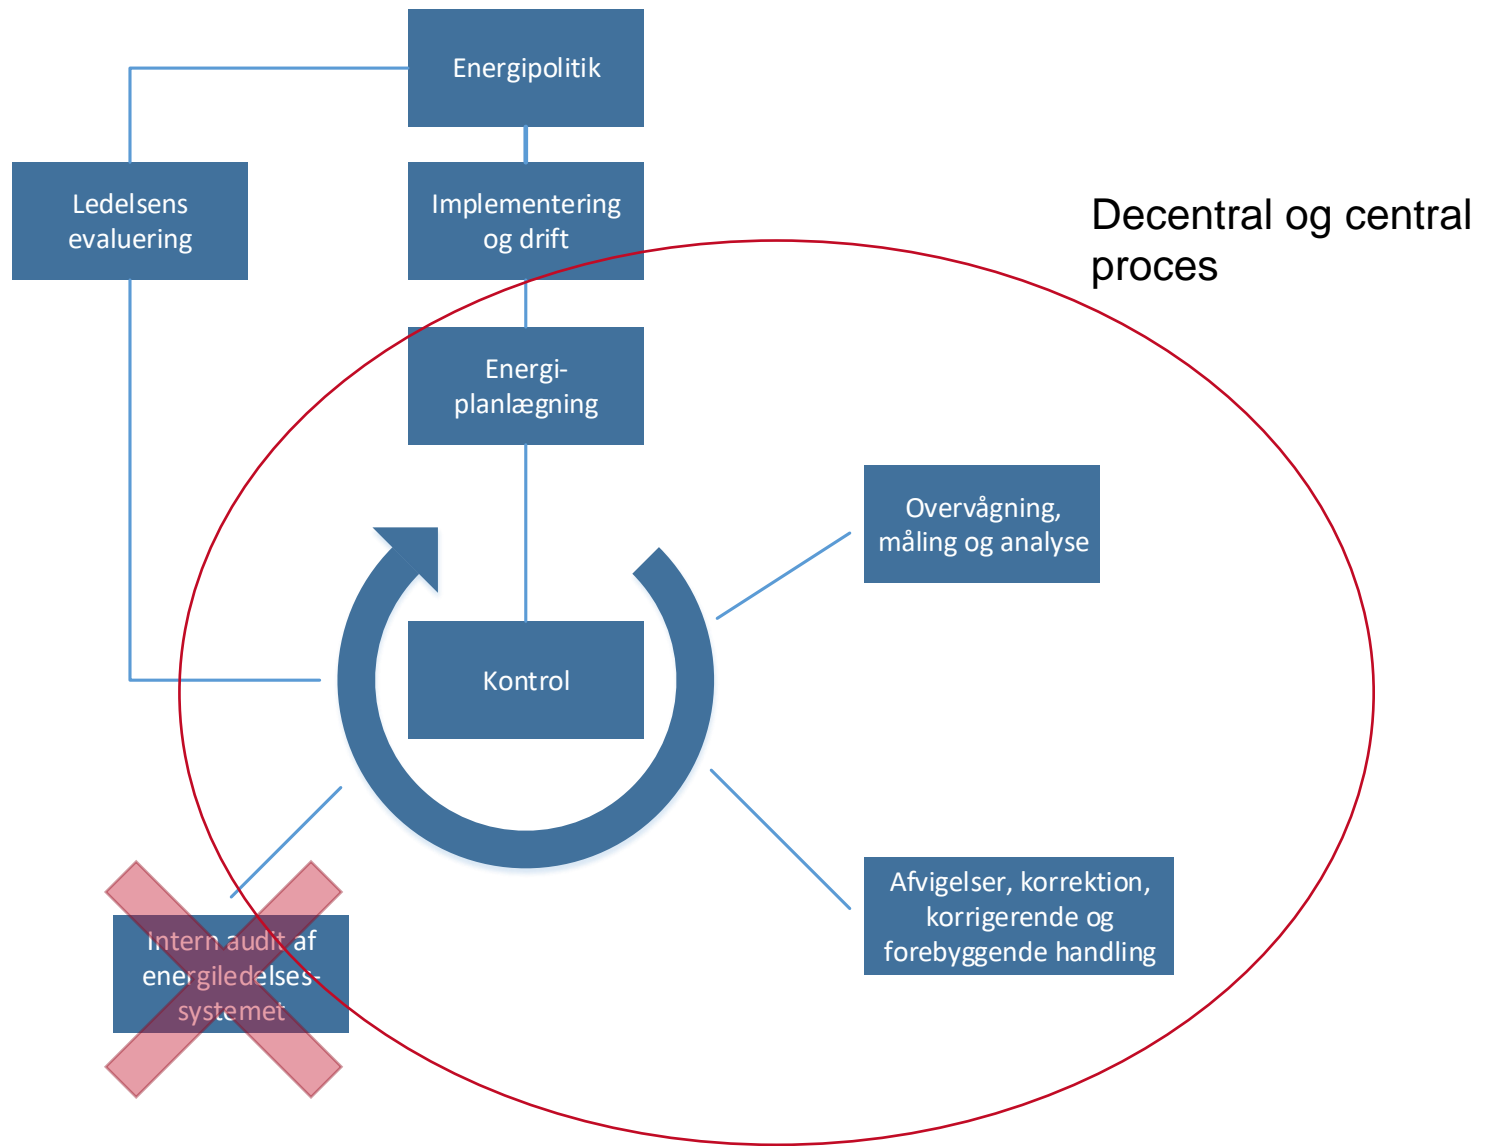 Energipolitik
Ledelsens
evaluering
Implementering
og drift
Decentral og central
proces
Energi-
planlægning
Overvågning,
måling og analyse
Kontrol
Afvigelser, korrektion,
korrigerende og
forebyggende handling
Intern audit af
energiledelses-
systemet